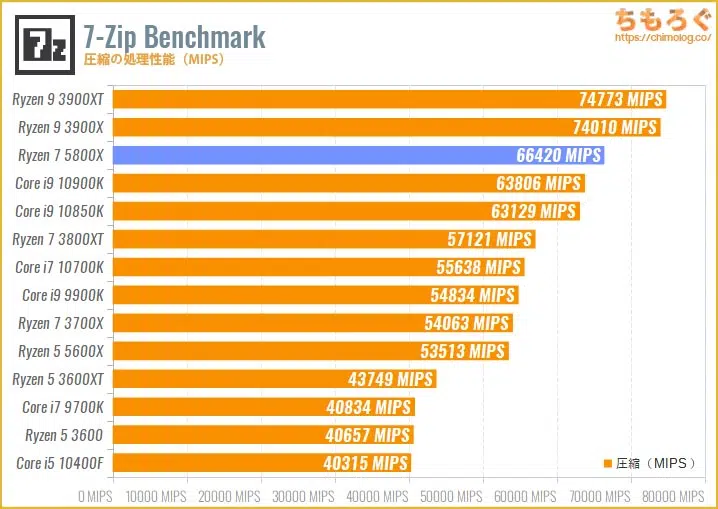 7z
7-Zip Benchmark
圧縮の処理性能（MIPS）
ちもろぐ
https://chimolog.co/
Ryzen 9 3900XT 74773 MIPS
Ryzen 9 3900X 74010 MIPS
Ryzen 7 5800X 66420 MIPS
Core i9 10900K 63806 MIPS
Core i9 10850K 63129 MIPS
Ryzen 7 3800XT 57121 MIPS
Core i7 10700K 55638 MIPS
Core i9 9900K 54834 MIPS
Ryzen 7 3700X 54063 MIPS
Ryzen 5 5600X 53513 MIPS
Ryzen 5 3600XT 43749 MIPS
Core i7 9700K 40834 MIPS
Ryzen 5 3600 40657 MIPS
Core i5 10400F 40315 MIPS
圧縮（MIPS）
0 MIPS 10000 MIPS 20000 MIPS 30000 MIPS 40000 MIPS 50000 MIPS 60000 MIPS 70000 MIPS 80000 MIPS